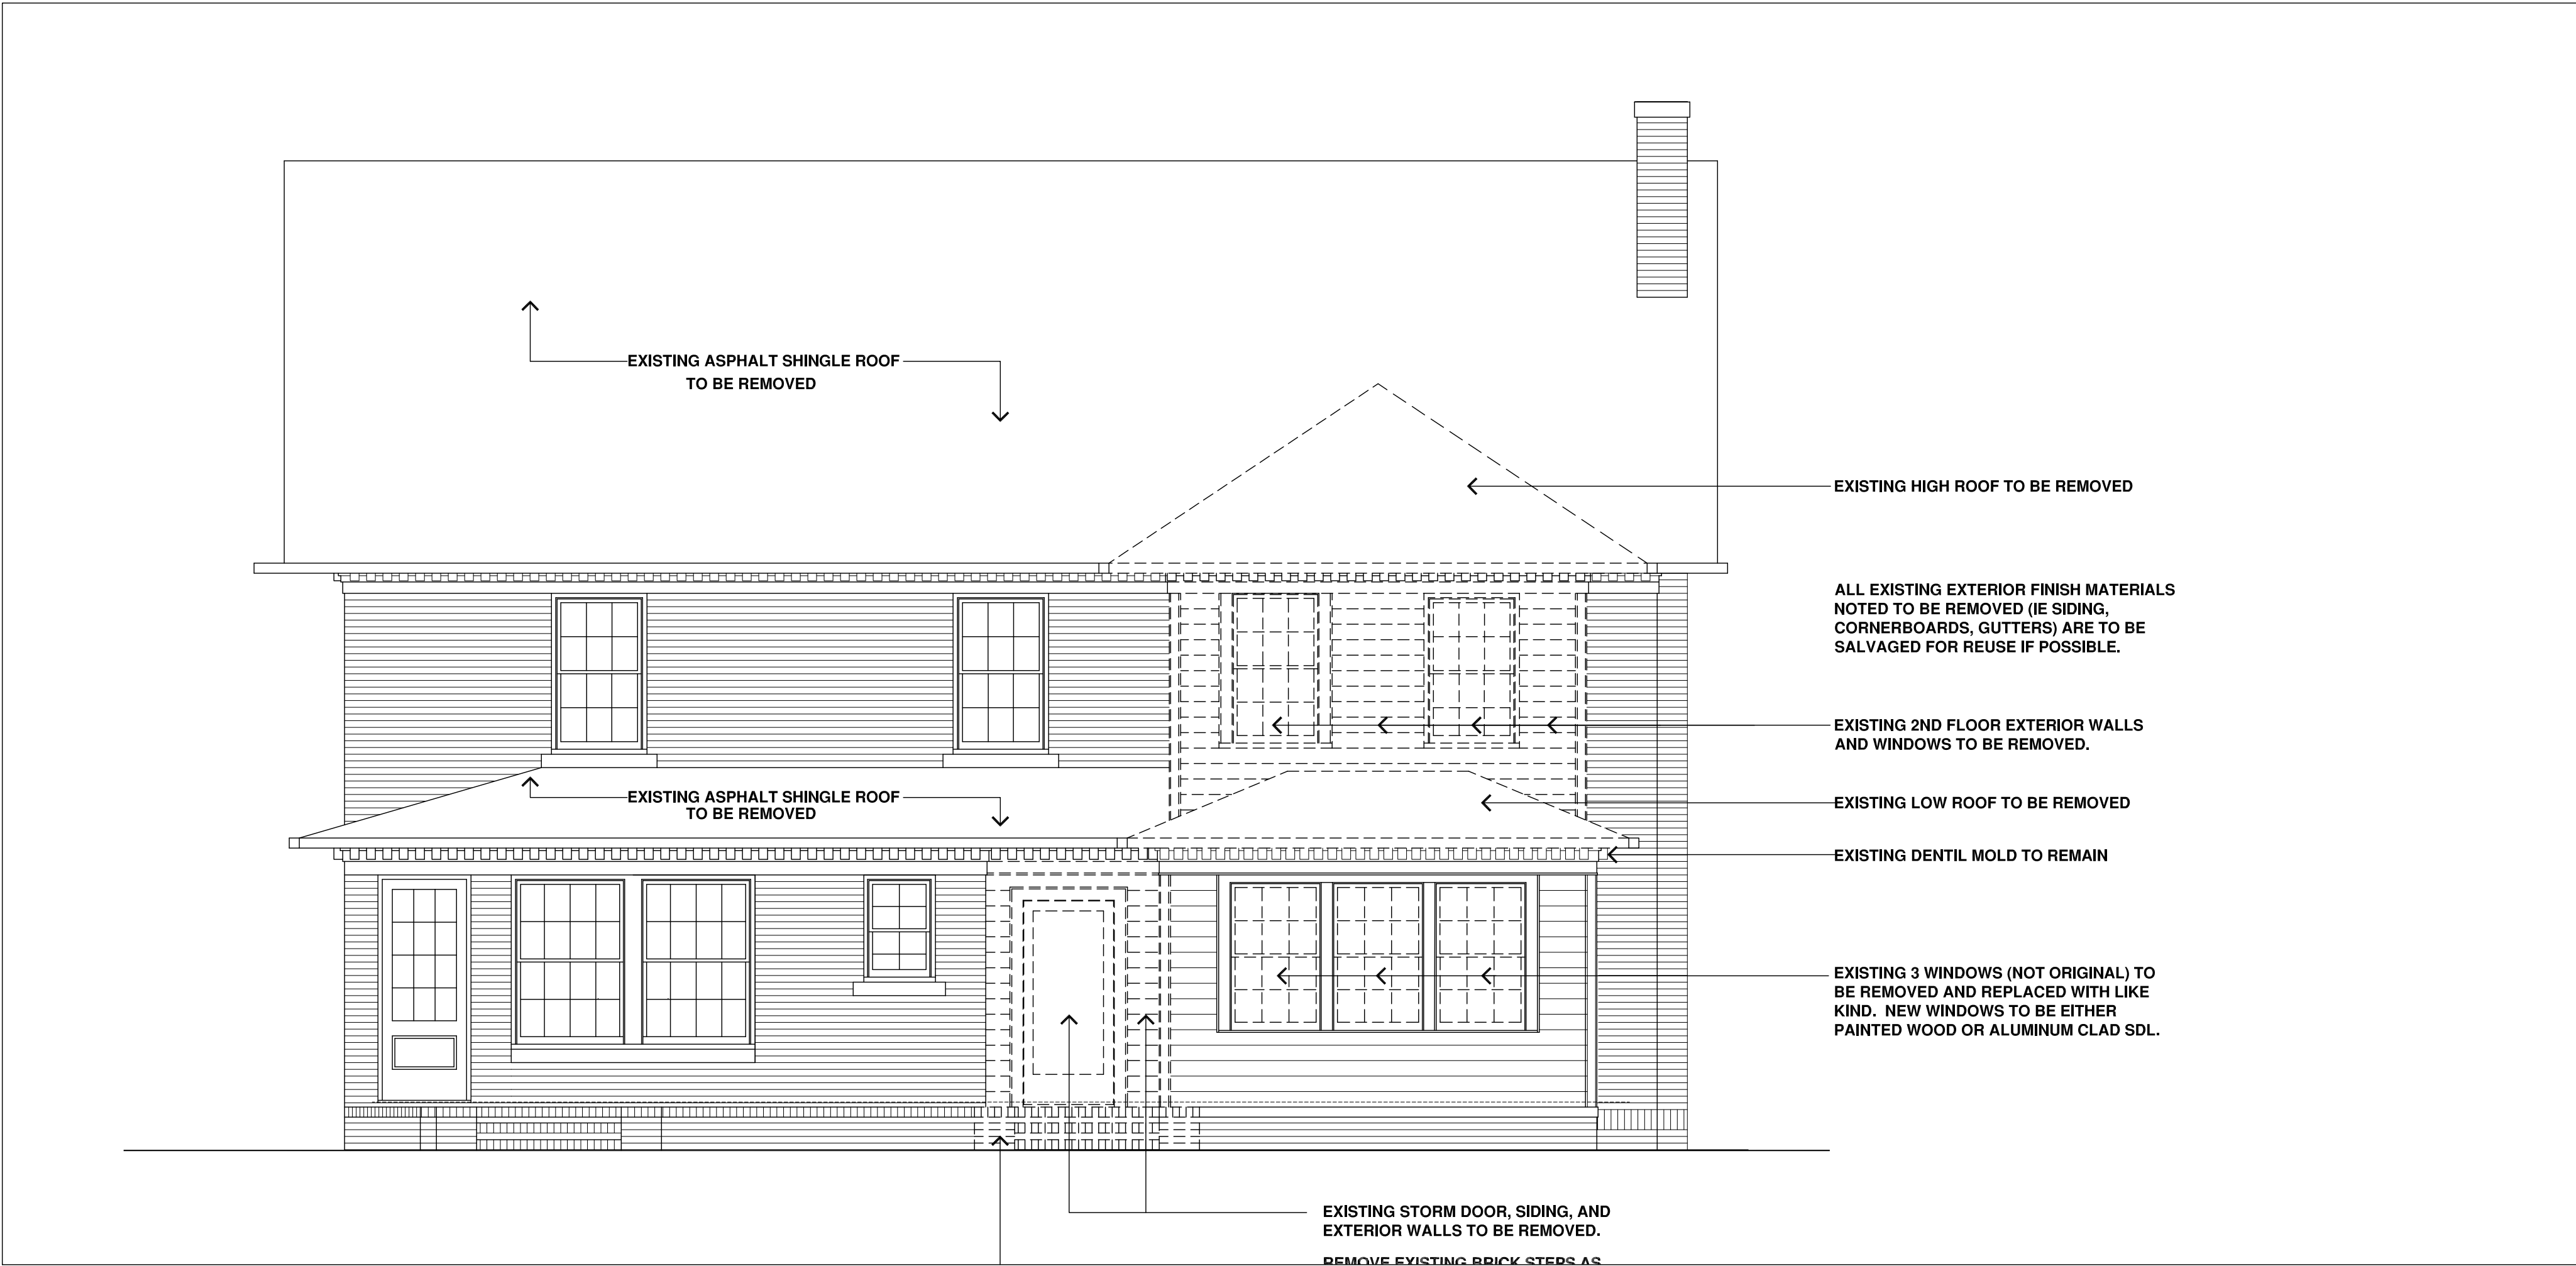 EXISTING ASPHALT SHINGLE ROOF
TO BE REMOVED
EXISTING HIGH ROOF TO BE REMOVED
ALL EXISTING EXTERIOR FINISH MATERIALS
NOTED TO BE REMOVED (IE SIDING,
CORNERBOARDS, GUTTERS) ARE TO BE
SALVAGED FOR REUSE IF POSSIBLE.
EXISTING 2ND FLOOR EXTERIOR WALLS
AND WINDOWS TO BE REMOVED.
EXISTING ASPHALT SHINGLE ROOF
TO BE REMOVED
EXISTING LOW ROOF TO BE REMOVED
EXISTING DENTIL MOLD TO REMAIN
EXISTING 3 WINDOWS (NOT ORIGINAL) TO
BE REMOVED AND REPLACED WITH LIKE
KIND. NEW WINDOWS TO BE EITHER
PAINTED WOOD OR ALUMINUM CLAD SDL.
EXISTING STORM DOOR, SIDING, AND
EXTERIOR WALLS TO BE REMOVED.
REMOVE EXISTING BRICK STEPS AS